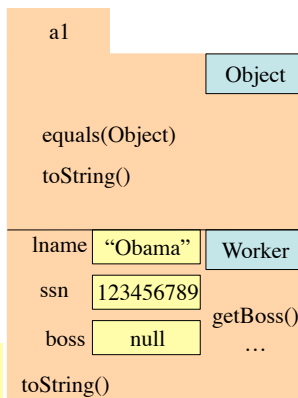 a1
Object
equals(Object)
toString()
lname “Obama” Worker
ssn 123456789
getBoss()
boss null
…
toString()